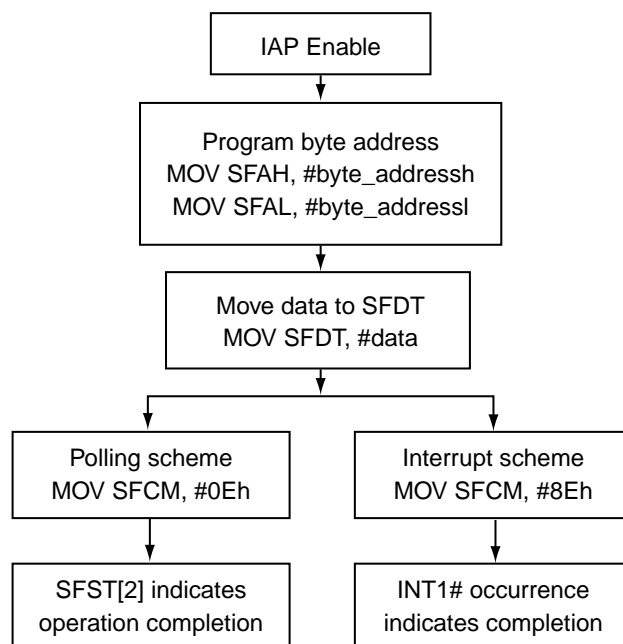 IAP Enable
Program byte address
MOV SFAH, #byte_addressh
MOV SFAL, #byte_addressl
Move data to SFDT
MOV SFDT, #data
Polling scheme
MOV SFCM, #0Eh
Interrupt scheme
MOV SFCM, #8Eh
SFST[2] indicates
operation completion
INT1# occurrence
indicates completion